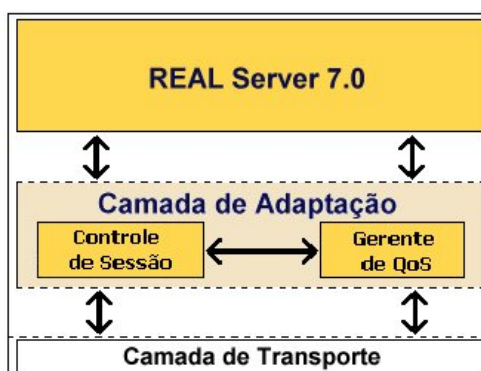 REAL Server 7.0
Camada de Adaptação
Controle
de Sessão
Gerente
de QoS
Camada de Transporte